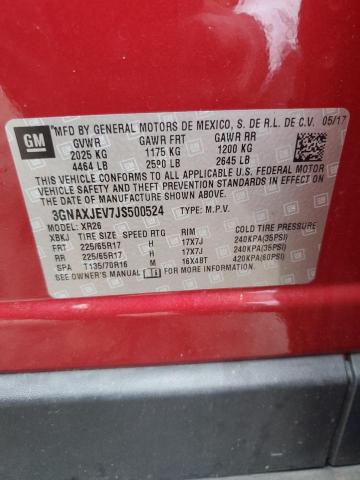 GM
MFD BY GENERAL MOTORS DE MEXICO, S. DE R.L. DE C.V. 05/17
GVWR GAWR FRT GAWR RR
2025 KG 1175 KG 1200 KG
4464 LB 2590 LB 2645 LB
THIS VEHICLE CONFORMS TO ALL APPLICABLE U.S. FEDERAL MOTOR
VEHICLE SAFETY AND THEFT PREVENTION STANDARDS IN EFFECT ON THE
DATE OF MANUFACTURE SHOWN ABOVE.
3GNAXJEV7JS500524 TYPE: M.P.V.
MODEL: XR26
XBKJ TIRE SIZE SPEED RTG RIM COLD TIRE PRESSURE
FRT 225/65R17 H 17X7J 240KPA(35PSI)
RR 225/65R17 H 17X7J 240KPA(35PSI)
SPA T135/70R16 M 16X4BT 420KPA(60PSI)
SEE OWNER'S MANUAL FOR